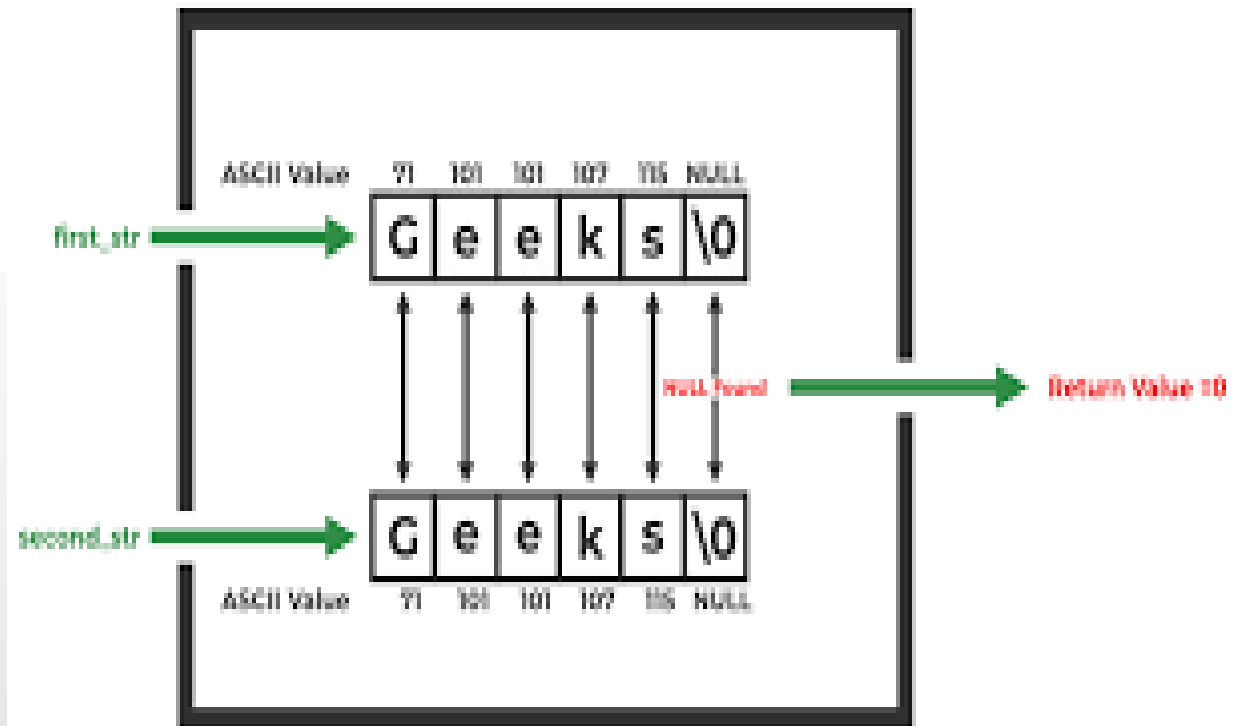 ASCII Value 71 101 101 107 115 NULL
first_str G e e k s \0
NULL Found
Return Value
second_str G e e k s \0
ASCII Value 71 101 101 107 115 NULL